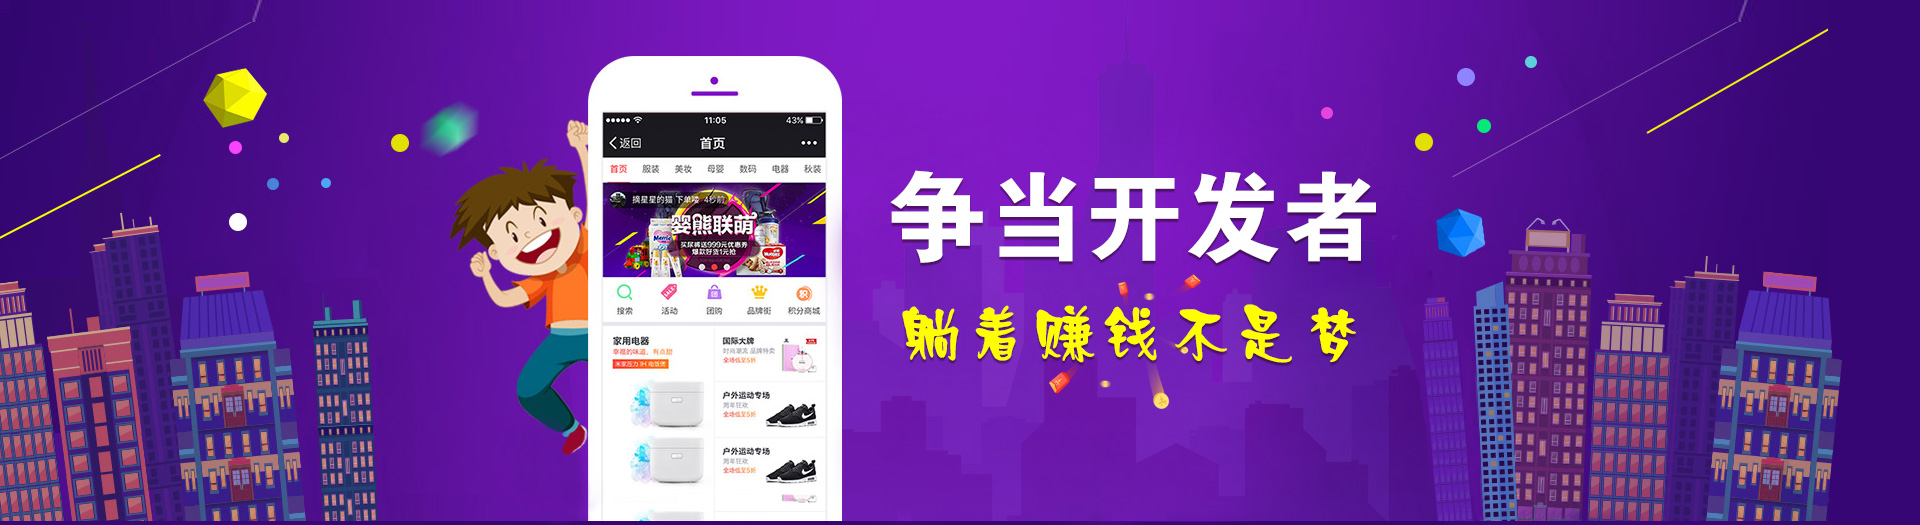 11:05 43%
返回 首页
首页 服装 美妆 母婴 数码 电器 秋装
摘星星的猫 下单喽 4秒前
婴熊联萌
买尿裤送999元优惠券
爆款好货1元抢
搜索 活动 团购 品牌街 积分商城
家用电器
幸福的味道，有点甜
米家压力 IH 电饭煲
国际大牌
时尚潮流 品牌特卖
全场低至5折
户外运动专场
周年狂欢
全场低至5折
户外运动专场
周年狂欢
全场低至5折
争当开发者
躺着赚钱不是梦